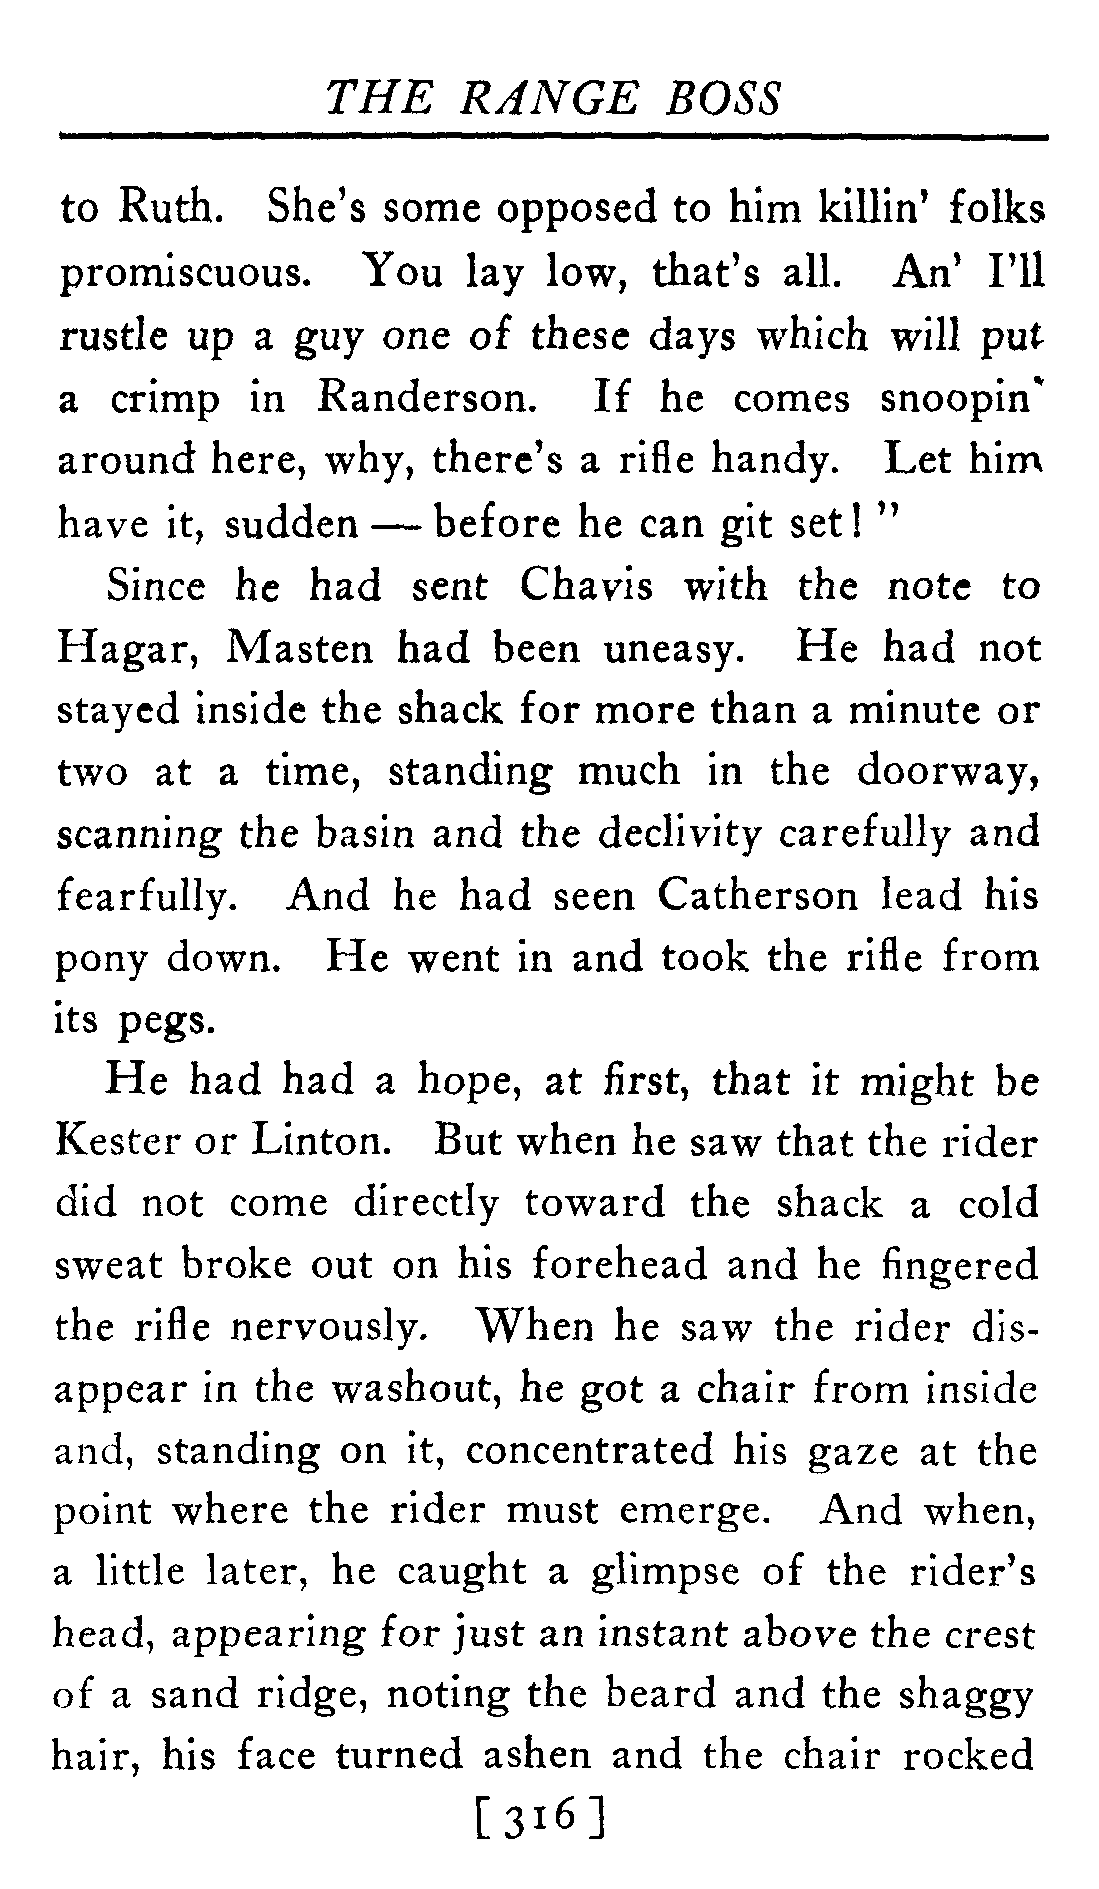 THE RANGE BOSS
to Ruth. She's some opposed to him killin' folks
promiscuous. You lay low, that's all. An' I'll
rustle up a guy one of these days which will put
a crimp in Randerson. If he comes snoopin'
around here, why, there's a rifle handy. Let him
have it, sudden — before he can git set! "
Since he had sent Chavis with the note to
Hagar, Masten had been uneasy. He had not
stayed inside the shack for more than a minute or
two at a time, standing much in the doorway,
scanning the basin and the declivity carefully and
fearfully. And he had seen Catherson lead his
pony down. He went in and took the rifle from
its pegs.
He had had a hope, at first, that it might be
Kester or Linton. But when he saw that the rider
did not come directly toward the shack a cold
sweat broke out on his forehead and he fingered
the rifle nervously. When he saw the rider dis-
appear in the washout, he got a chair from inside
and, standing on it, concentrated his gaze at the
point where the rider must emerge. And when,
a little later, he caught a glimpse of the rider's
head, appearing for just an instant above the crest
of a sand ridge, noting the beard and the shaggy
hair, his face turned ashen and the chair rocked
[ 316 ]